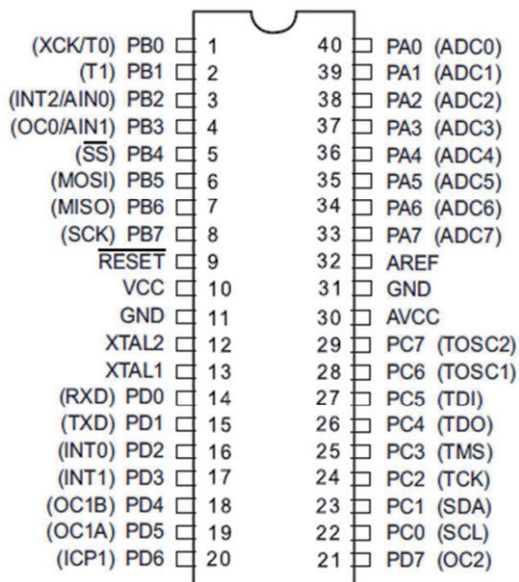 (XCK/T0) PB0 1 40 PA0 (ADC0)
(T1) PB1 2 39 PA1 (ADC1)
(INT2/AIN0) PB2 3 38 PA2 (ADC2)
(OC0/AIN1) PB3 4 37 PA3 (ADC3)
(S̅S̅) PB4 5 36 PA4 (ADC4)
(MOSI) PB5 6 35 PA5 (ADC5)
(MISO) PB6 7 34 PA6 (ADC6)
(SCK) PB7 8 33 PA7 (ADC7)
R̅E̅S̅E̅T̅ 9 32 AREF
VCC 10 31 GND
GND 11 30 AVCC
XTAL2 12 29 PC7 (TOSC2)
XTAL1 13 28 PC6 (TOSC1)
(RXD) PD0 14 27 PC5 (TDI)
(TXD) PD1 15 26 PC4 (TDO)
(INT0) PD2 16 25 PC3 (TMS)
(INT1) PD3 17 24 PC2 (TCK)
(OC1B) PD4 18 23 PC1 (SDA)
(OC1A) PD5 19 22 PC0 (SCL)
(ICP1) PD6 20 21 PD7 (OC2)